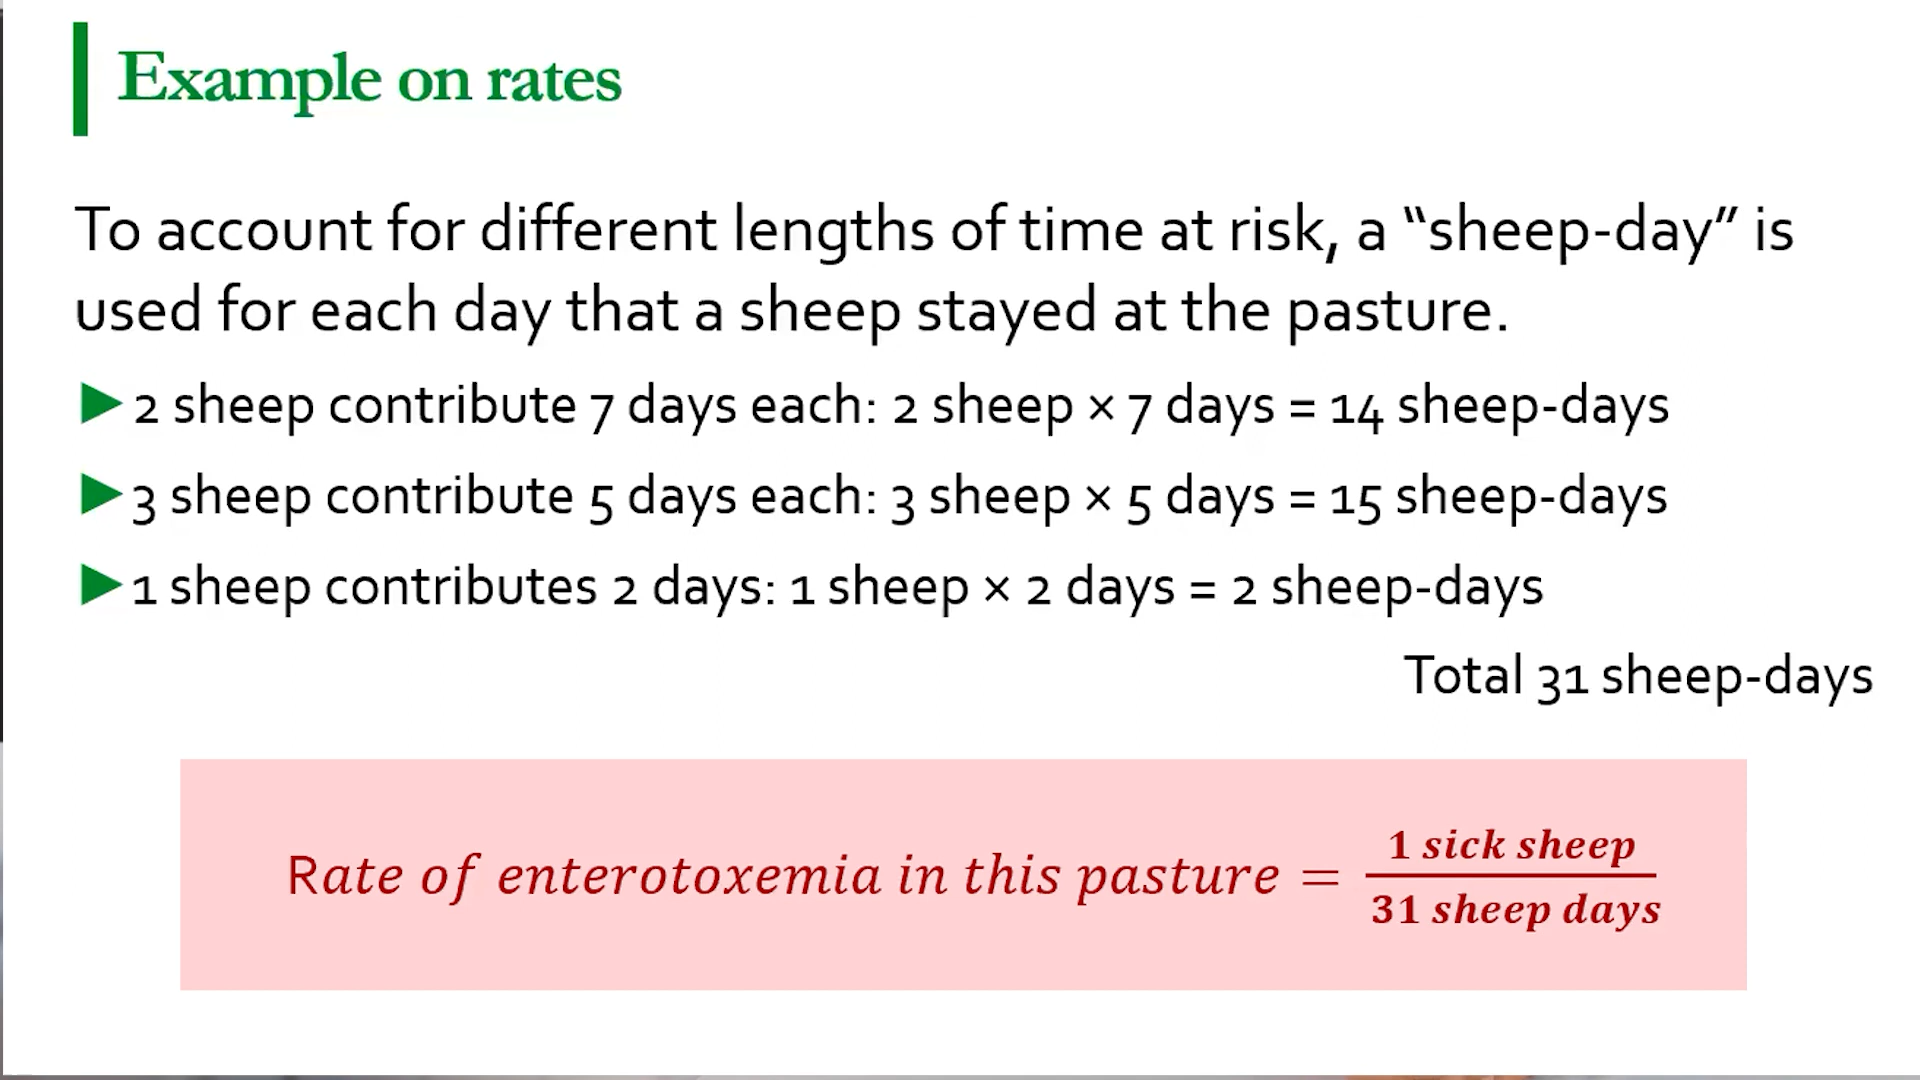 Example on rates
To account for different lengths of time at risk, a “sheep-day” is
used for each day that a sheep stayed at the pasture.
▶2 sheep contribute 7 days each: 2 sheep × 7 days = 14 sheep-days
▶3 sheep contribute 5 days each: 3 sheep × 5 days = 15 sheep-days
▶1 sheep contributes 2 days: 1 sheep × 2 days = 2 sheep-days
Total 31 sheep-days
Rate of enterotoxemia in this pasture = 1 sick sheep / 31 sheep days